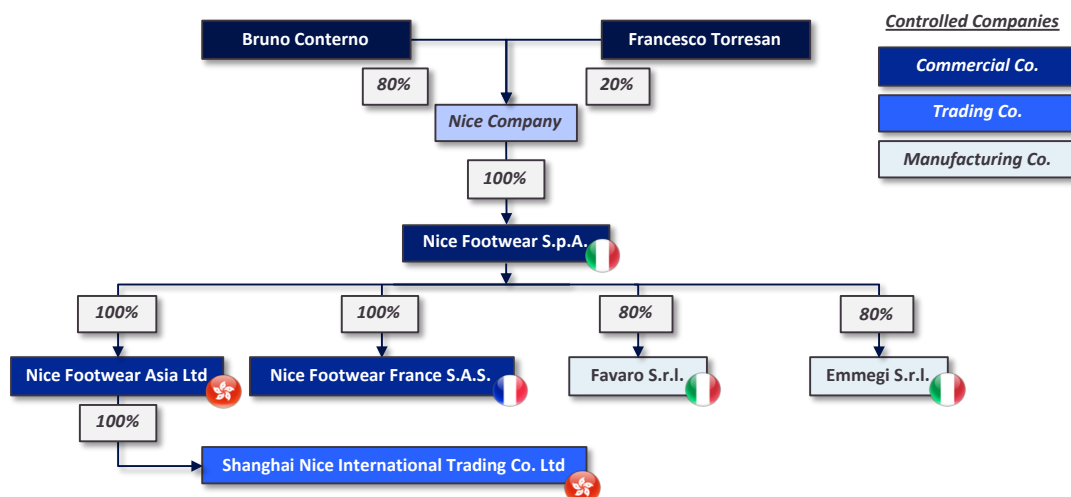 Controlled Companies
Bruno Conterno
Francesco Torresan
Commercial Co.
80%
20%
Trading Co.
Nice Company
Manufacturing Co.
100%
Nice Footwear S.p.A.
100%
100%
80%
80%
Nice Footwear Asia Ltd
Nice Footwear France S.A.S.
Favaro S.r.l.
Emmegi S.r.l.
100%
Shanghai Nice International Trading Co. Ltd